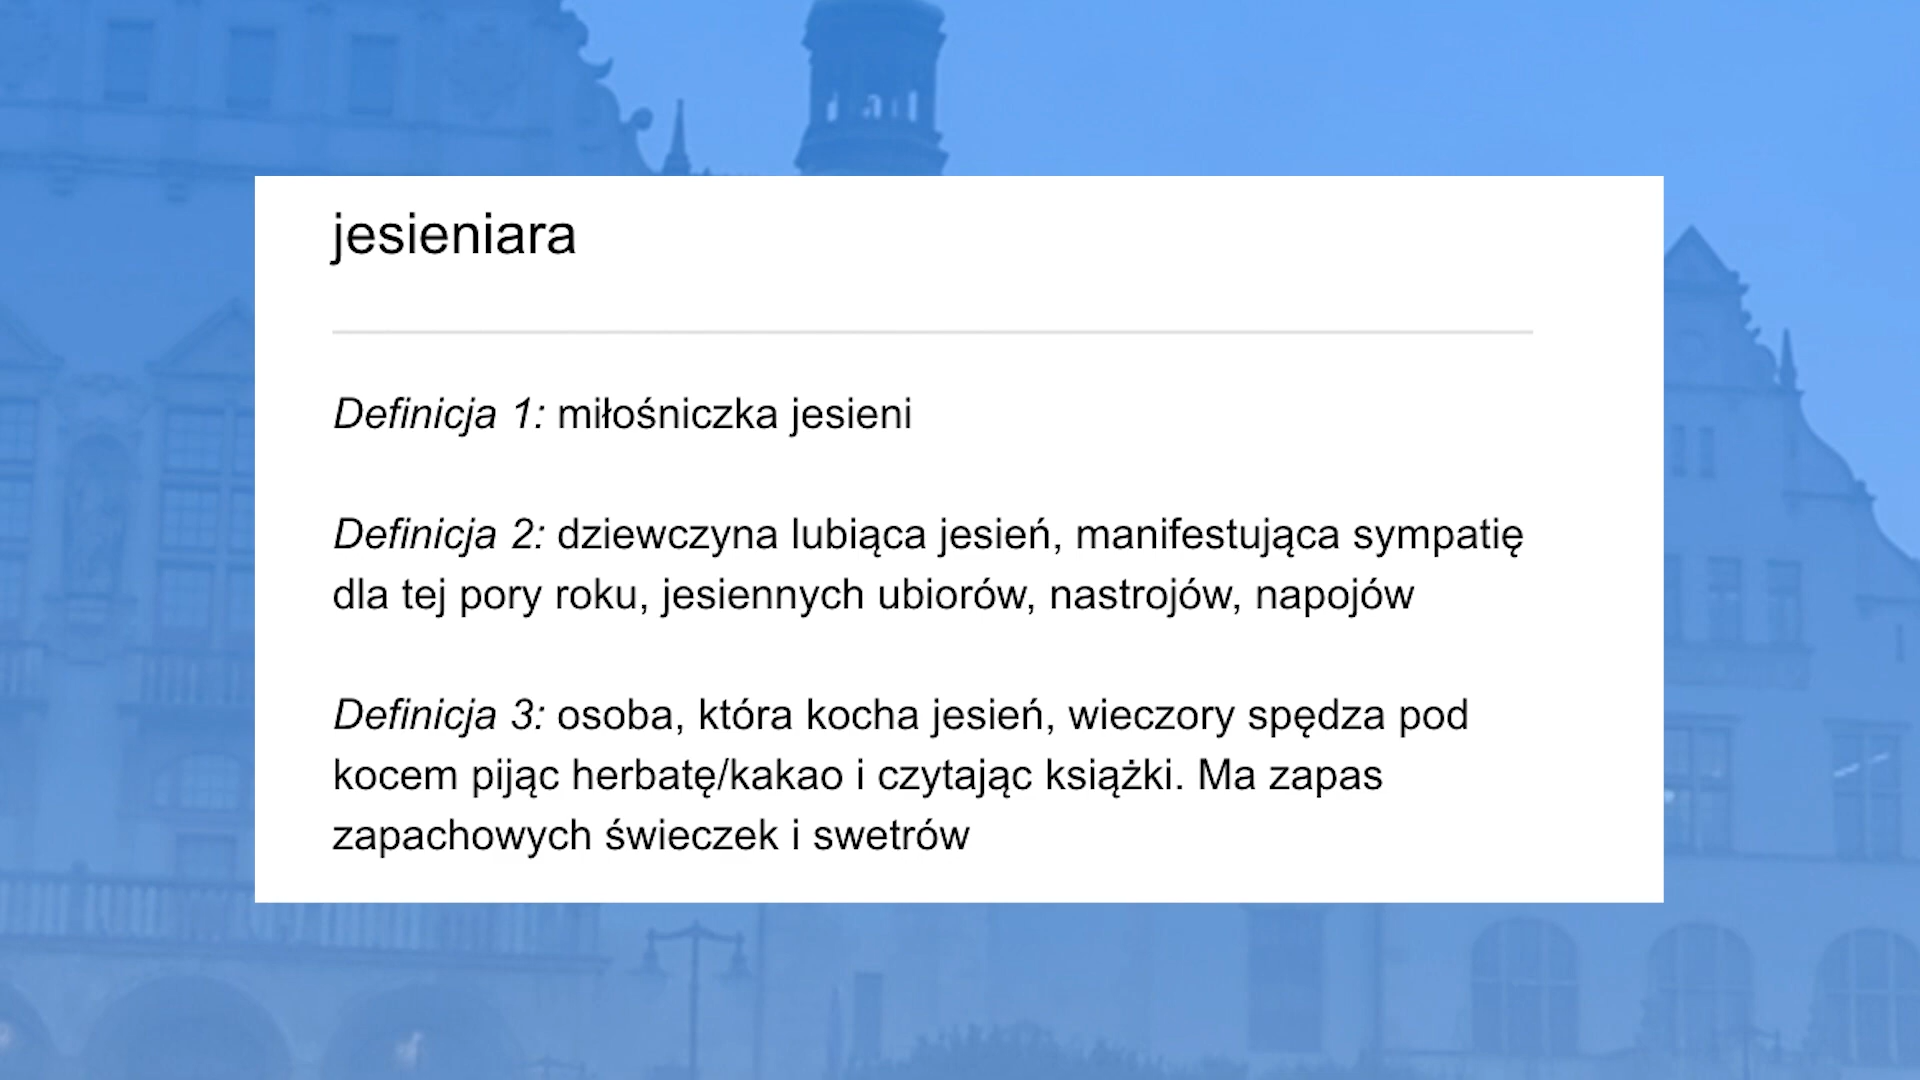 jesieniara
Definicja 1: miłośniczka jesieni
Definicja 2: dziewczyna lubiąca jesień, manifestująca sympatię
dla tej pory roku, jesiennych ubiorów, nastrojów, napojów
Definicja 3: osoba, która kocha jesień, wieczory spędza pod
kocem pijąc herbatę/kakao i czytając książki. Ma zapas
zapachowych świeczek i swetrów